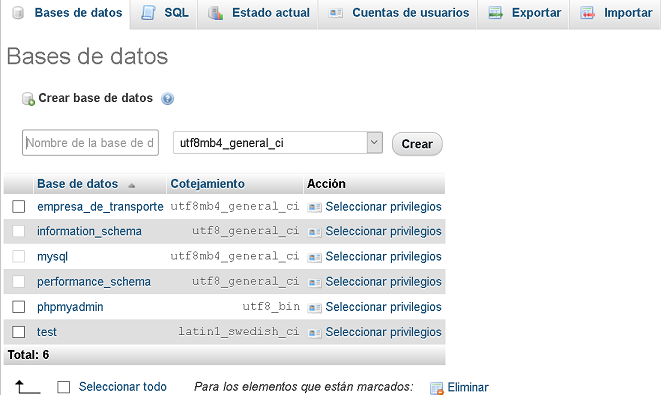 Bases de datos SQL Estado actual Cuentas de usuarios Exportar Importar
Bases de datos
Crear base de datos
Nombre de la base de d utf8mb4_general_ci Crear
Base de datos Cotejamiento Acción
empresa_de_transporte utf8mb4_general_ci Seleccionar privilegios
information_schema utf8_general_ci Seleccionar privilegios
mysql utf8mb4_general_ci Seleccionar privilegios
performance_schema utf8_general_ci Seleccionar privilegios
phpmyadmin utf8_bin Seleccionar privilegios
test latin1_swedish_ci Seleccionar privilegios
Total: 6
Seleccionar todo Para los elementos que están marcados: Eliminar